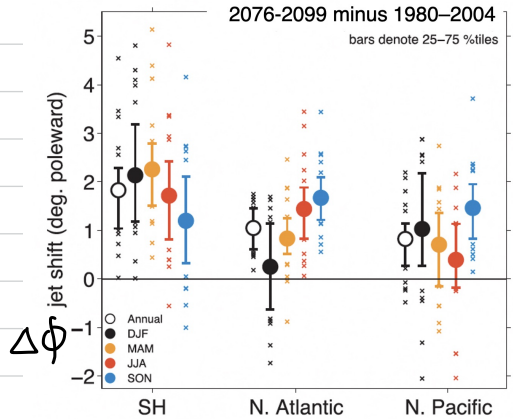 2076-2099 minus 1980–2004
bars denote 25–75 %tiles
jet shift (deg. poleward)
Δϕ
5
4
3
2
1
0
−1
−2
Annual
DJF
MAM
JJA
SON
SH
N. Atlantic
N. Pacific